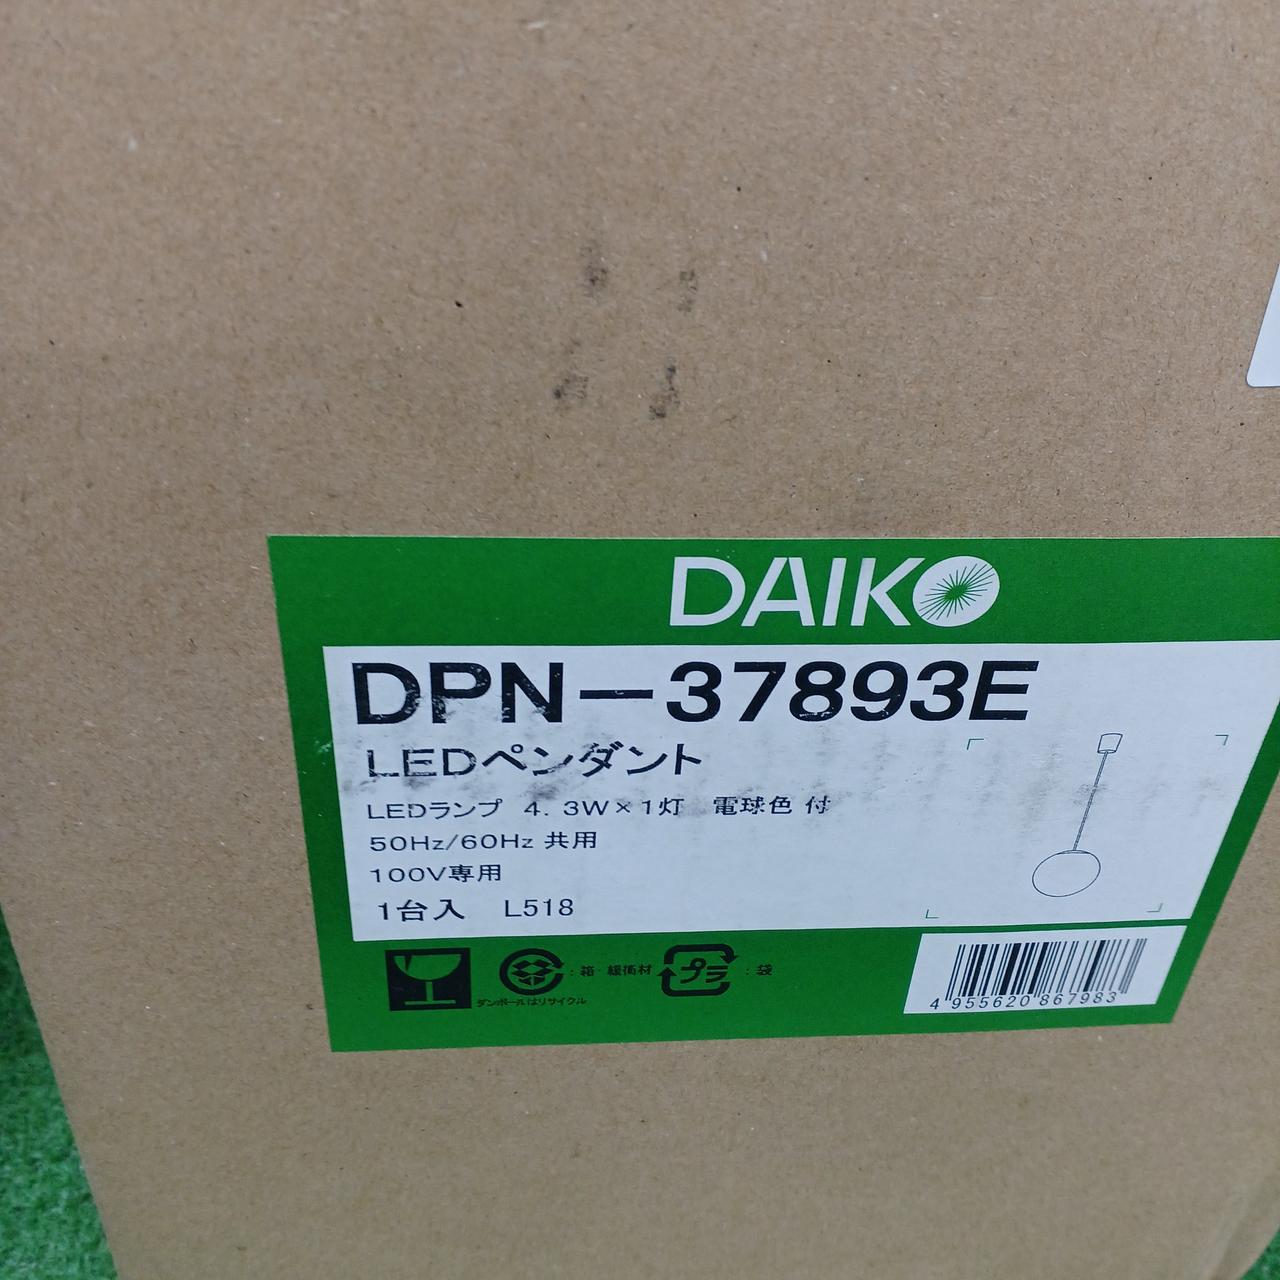 DAIKO
DPN-37893E
LEDペンダント
LEDランプ 4.3W×1灯 電球色 付
50Hz/60Hz 共用
100V専用
1台入 L518
:箱・緩衝材 プラ :袋
ダンボールはリサイクル
4 955620 867983